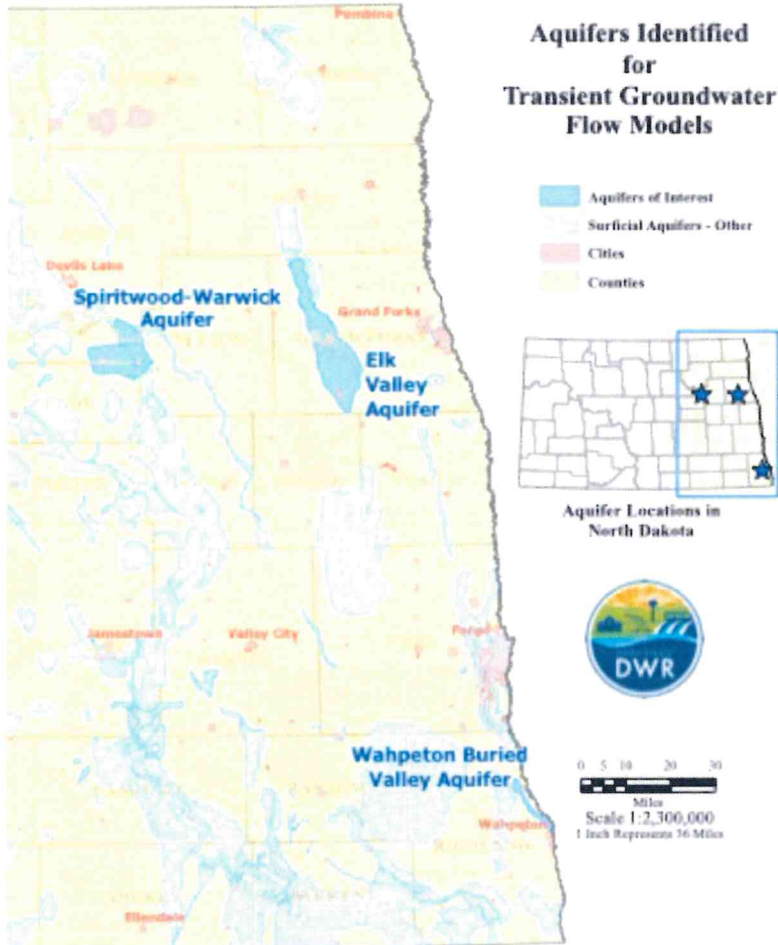 Aquifers Identified
for
Transient Groundwater
Flow Models
Aquifers of Interest
Surficial Aquifers - Other
Cities
Counties
Pembina
Devils Lake
Spiritwood-Warwick
Aquifer
Grand Forks
Elk
Valley
Aquifer
Aquifer Locations in
North Dakota
Jamestown
Valley City
Fargo
DWR
Wahpeton Buried
Valley Aquifer
Wahpeton
0 5 10 20 30
Miles
Scale 1:2,300,000
1 Inch Represents 36 Miles
Ellendale